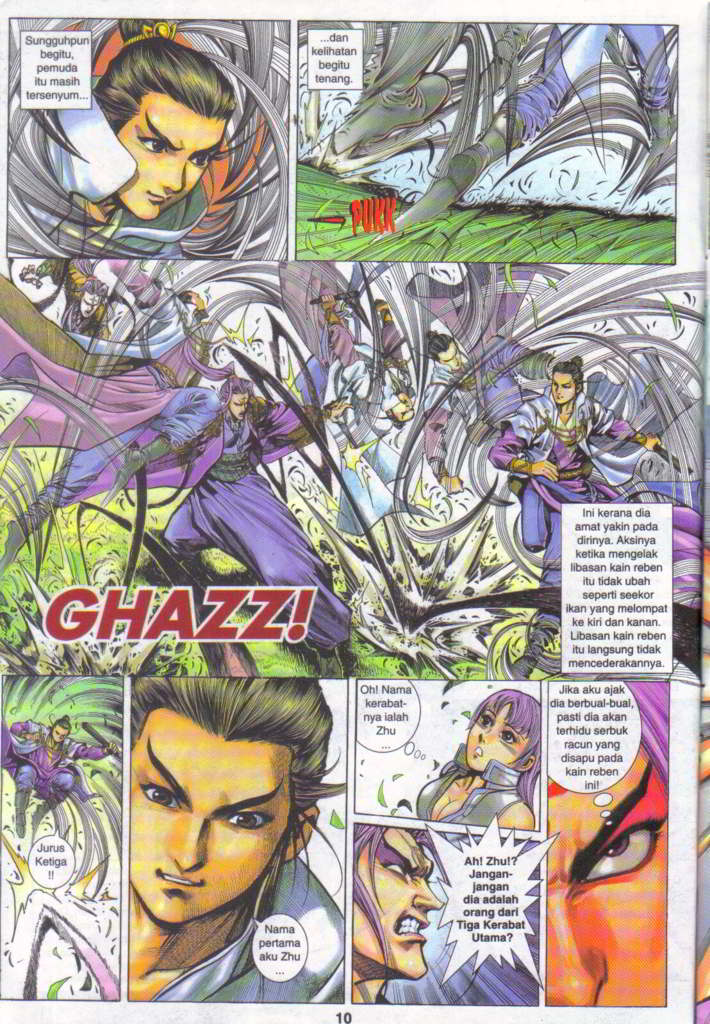 Sungguhpun
begitu,
pemuda
itu masih
tersenyum...
...dan
kelihatan
begitu
tenang.
PUKK
GHAZZ!
Ini kerana dia
amat yakin pada
dirinya. Aksinya
ketika mengelak
libasan kain reben
itu tidak ubah
seperti seekor
ikan yang melompat
ke kiri dan kanan.
Libasan kain reben
itu langsung tidak
mencederakannya.
Jurus
Ketiga
!!
Nama
pertama
aku Zhu
...
Oh! Nama
kerabat-
nya ialah
Zhu
...
Ah! Zhu!?
Jangan-
jangan
dia adalah
orang dari
Tiga Kerabat
Utama?
Jika aku ajak
dia berbual-bual,
pasti dia akan
terhidu serbuk
racun yang
disapu pada
kain reben
ini!
10